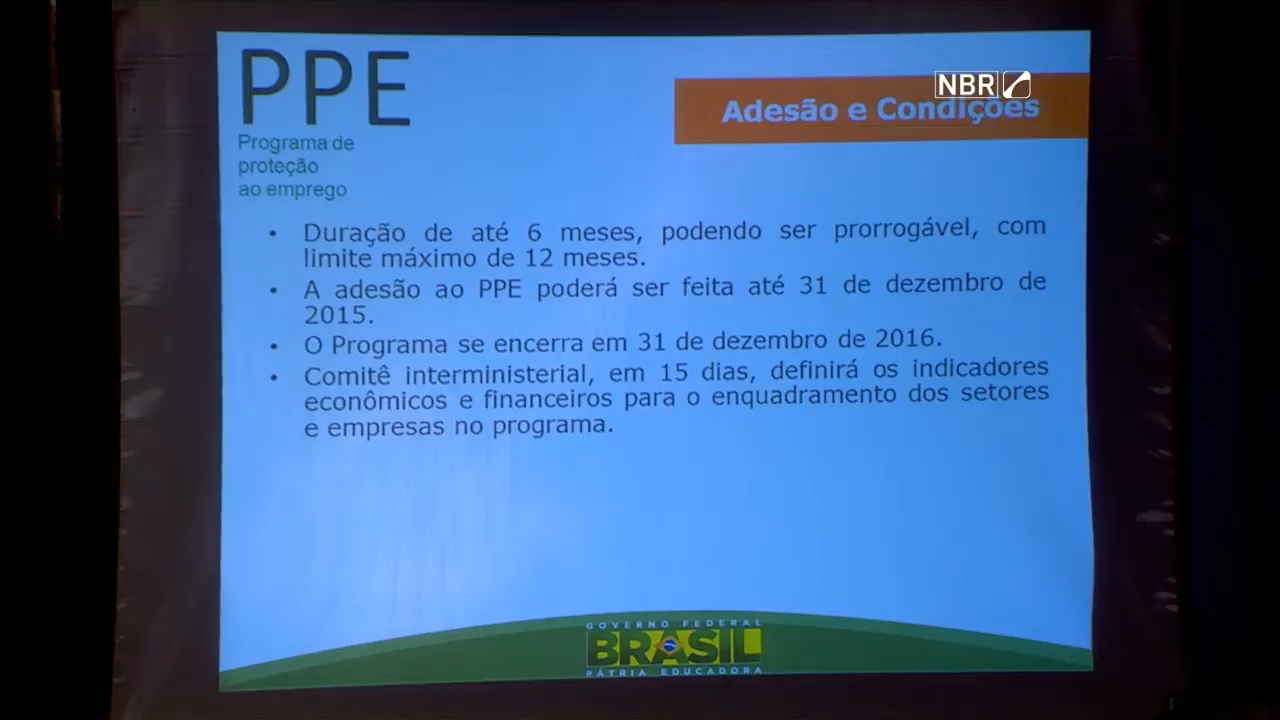 PPE
Programa de
proteção
ao emprego
NBR
Adesão e Condições
• Duração de até 6 meses, podendo ser prorrogável, com
limite máximo de 12 meses.
• A adesão ao PPE poderá ser feita até 31 de dezembro de
2015.
• O Programa se encerra em 31 de dezembro de 2016.
• Comitê interministerial, em 15 dias, definirá os indicadores
econômicos e financeiros para o enquadramento dos setores
e empresas no programa.
GOVERNO FEDERAL
BRASIL
PÁTRIA EDUCADORA